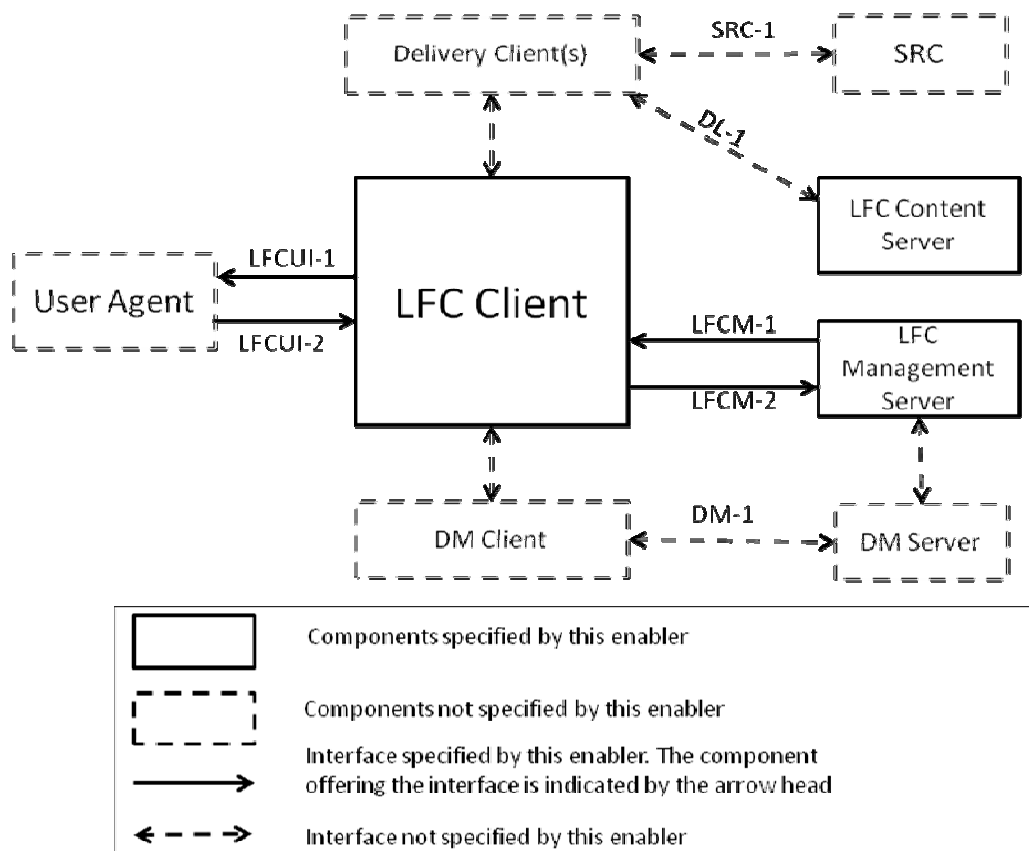 Delivery Client(s)
SRC-1
SRC
DL-1
LFC Content
Server
LFCUI-1
User Agent
LFCUI-2
LFC Client
LFCM-1
LFC
Management
Server
LFCM-2
DM Client
DM-1
DM Server
Components specified by this enabler
Components not specified by this enabler
Interface specified by this enabler. The component
offering the interface is indicated by the arrow head
Interface not specified by this enabler